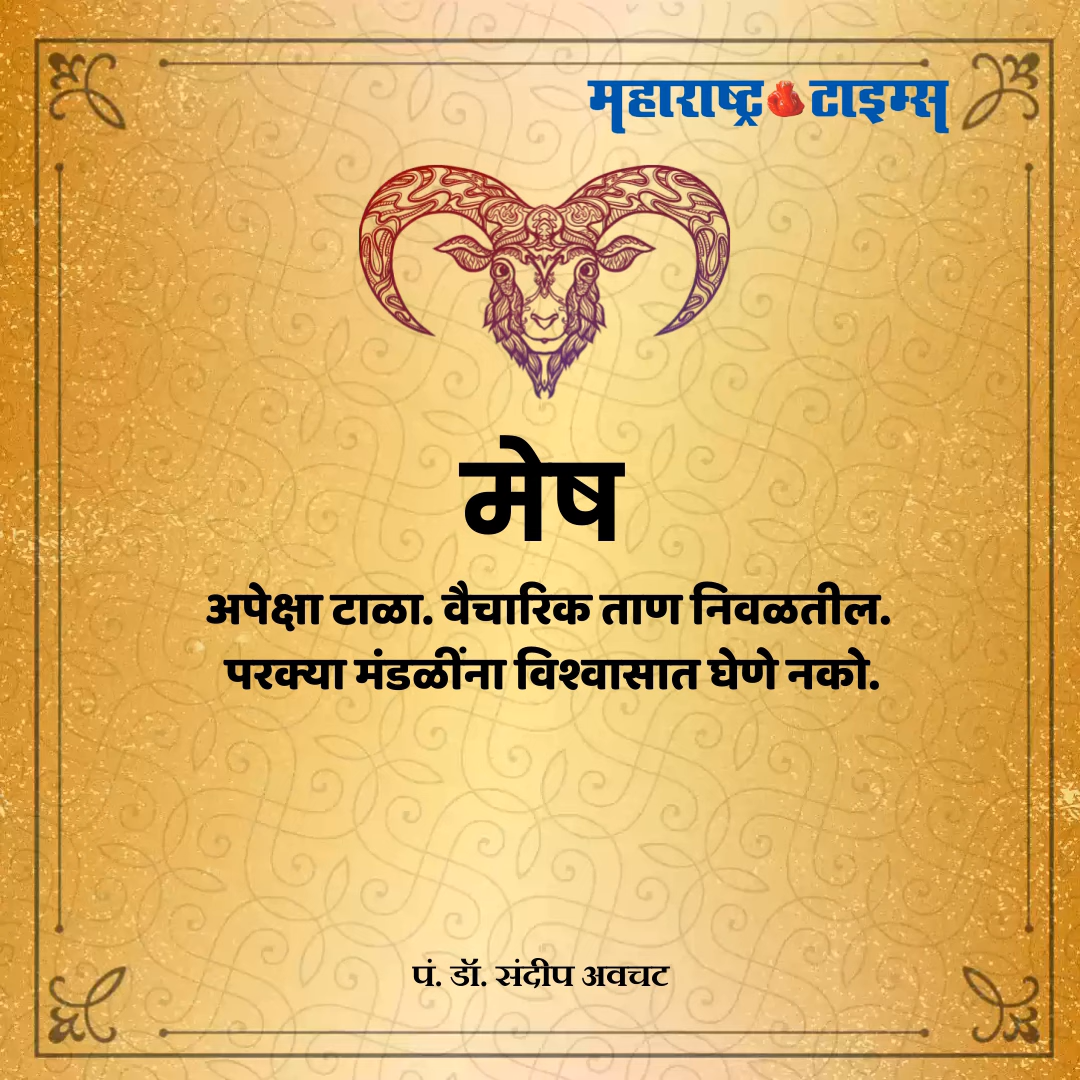 महाराष्ट्र टाइम्स
मेष
अपेक्षा टाळा. वैचारिक ताण निवळतील.
परक्या मंडळींना विश्वासात घेणे नको.
पं. डॉ. संदीप अवचट